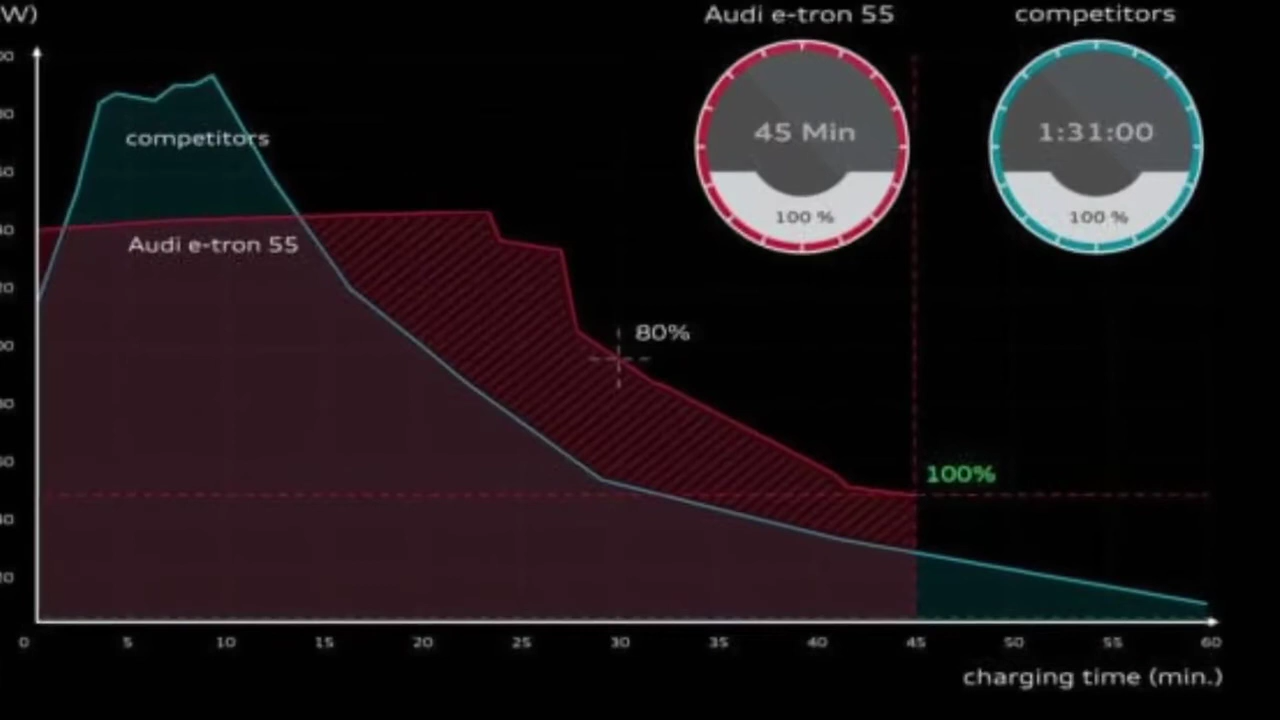 W)
Audi e-tron 55
competitors
45 Min
1:31:00
100 %
100 %
competitors
Audi e-tron 55
80%
100%
0 5 10 15 20 25 30 35 40 45 50 55 60
charging time (min.)